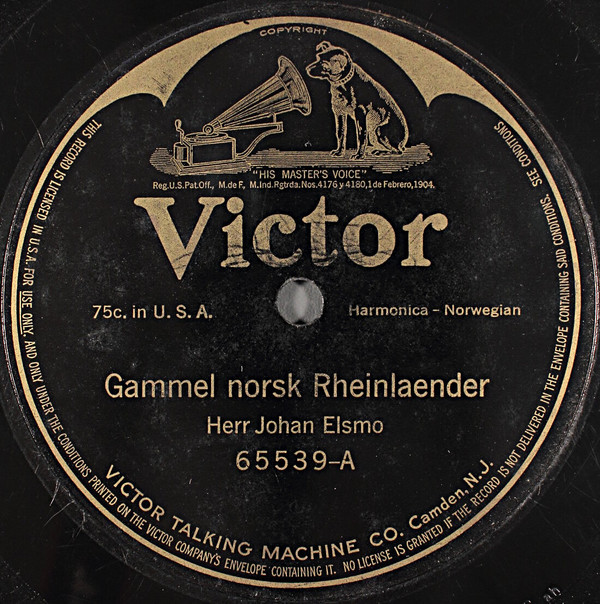 COPYRIGHT
"HIS MASTER'S VOICE"
Reg.U.S.Pat.Off., M.de F., M.Ind.Rgtrda.Nos.4176 y 4180,1 de Febrero,1904.
Victor
75c. in U. S. A.
Harmonica - Norwegian
Gammel norsk Rheinlaender
Herr Johan Elsmo
65539-A
VICTOR TALKING MACHINE CO. Camden, N.J.
THIS RECORD IS LICENSED IN U.S.A. FOR USE ONLY, AND ONLY UNDER THE CONDITIONS PRINTED ON THE VICTOR COMPANY'S ENVELOPE CONTAINING IT. NO LICENSE IS GRANTED IF THE RECORD IS NOT DELIVERED IN THE ENVELOPE CONTAINING SAID CONDITIONS. SEE CONDITIONS